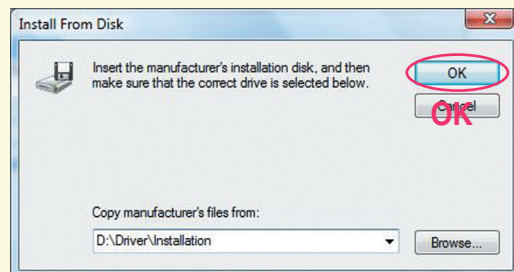 Install From Disk
Insert the manufacturer's installation disk, and then
make sure that the correct drive is selected below.
OK
Cancel
OK
Copy manufacturer's files from:
D:\Driver\Installation
Browse...